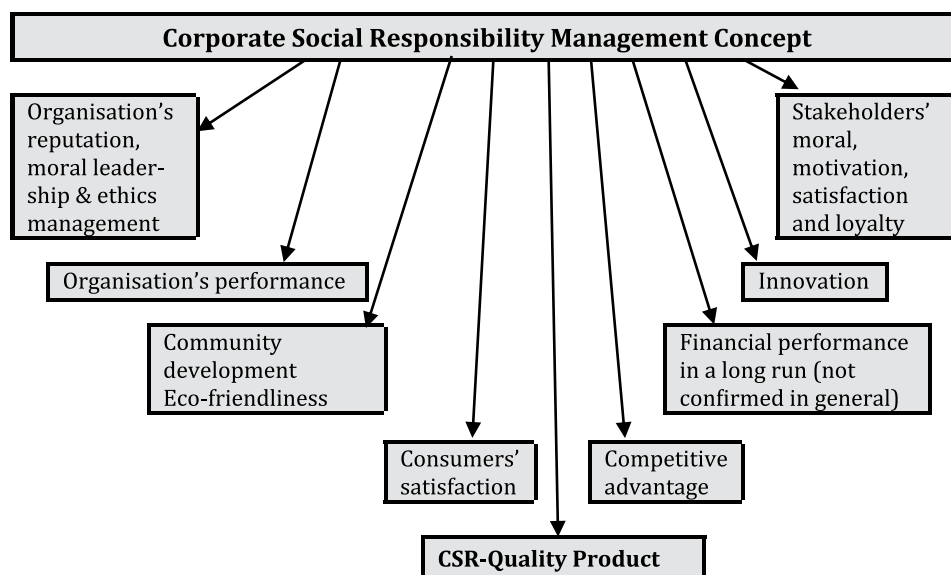 Corporate Social Responsibility Management Concept
Organisation’s
reputation,
moral leader-
ship & ethics
management
Stakeholders’
moral,
motivation,
satisfaction
and loyalty
Organisation’s performance
Innovation
Community
development
Eco-friendliness
Financial performance
in a long run (not
confirmed in general)
Consumers’
satisfaction
Competitive
advantage
CSR-Quality Product